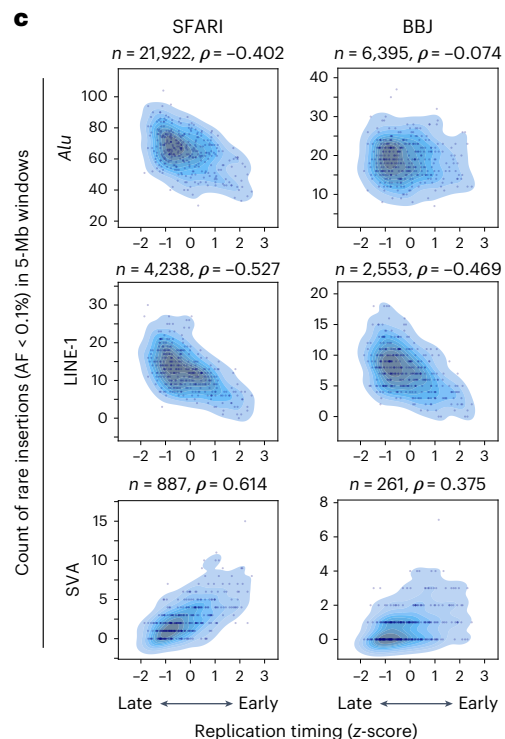 c
SFARI BBJ
n = 21,922, ρ = –0.402 n = 6,395, ρ = –0.074
Count of rare insertions (AF < 0.1%) in 5-Mb windows
Alu
100
80
60
40
20
40
30
20
10
–2 –1 0 1 2 3 –2 –1 0 1 2 3
n = 4,238, ρ = –0.527 n = 2,553, ρ = –0.469
LINE-1
30
20
10
0
20
15
10
5
0
–2 –1 0 1 2 3 –2 –1 0 1 2 3
n = 887, ρ = 0.614 n = 261, ρ = 0.375
SVA
15
10
5
0
8
6
4
2
0
–2 –1 0 1 2 3 –2 –1 0 1 2 3
Late Early Late Early
Replication timing (z-score)